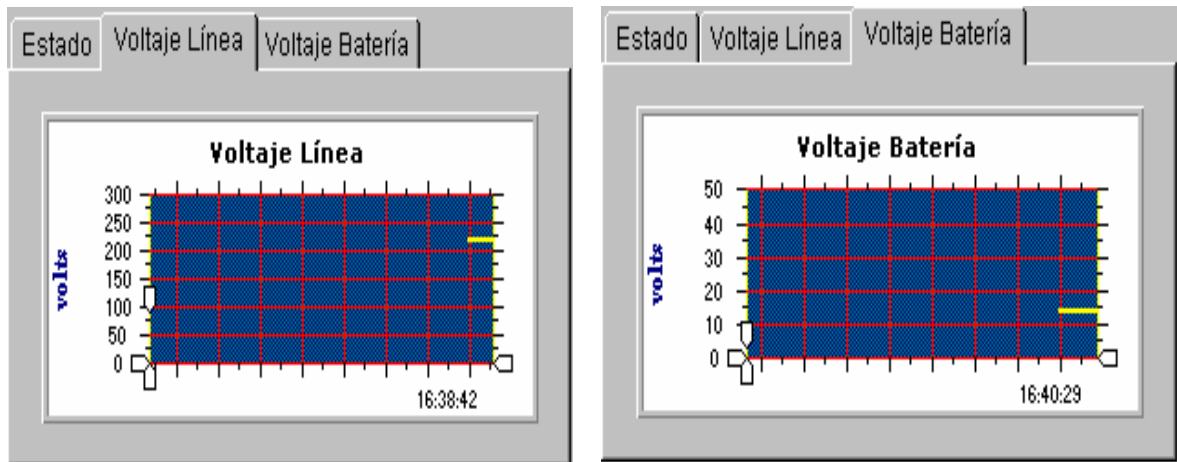 Estado Voltaje Línea Voltaje Batería
Voltaje Línea
volts
300
250
200
150
100
50
0
16:38:42
Estado Voltaje Línea Voltaje Batería
Voltaje Batería
volts
50
40
30
20
10
0
16:40:29